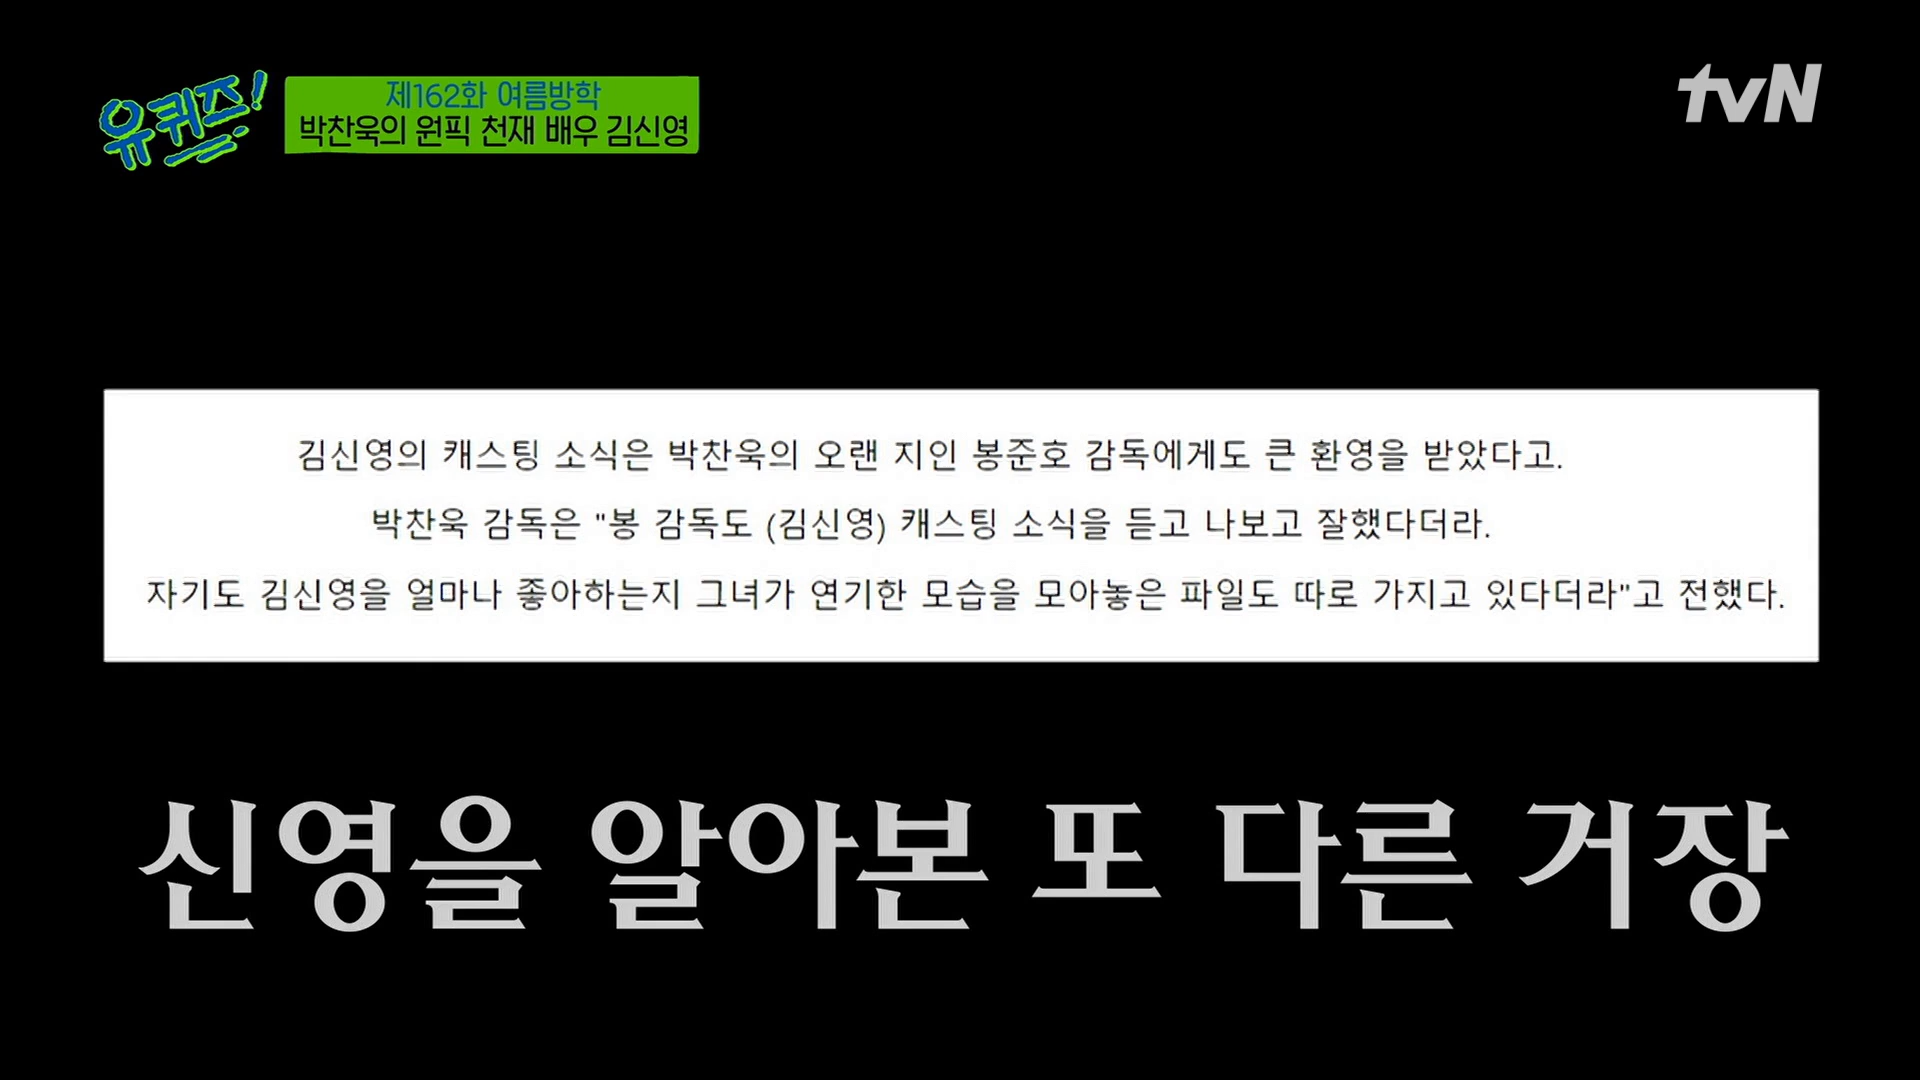 유퀴즈!
제162화 여름방학
박찬욱의 원픽 천재 배우 김신영
tvN
김신영의 캐스팅 소식은 박찬욱의 오랜 지인 봉준호 감독에게도 큰 환영을 받았다고.
박찬욱 감독은 "봉 감독도 (김신영) 캐스팅 소식을 듣고 나보고 잘했다더라.
자기도 김신영을 얼마나 좋아하는지 그녀가 연기한 모습을 모아놓은 파일도 따로 가지고 있다더라"고 전했다.
신영을 알아본 또 다른 거장